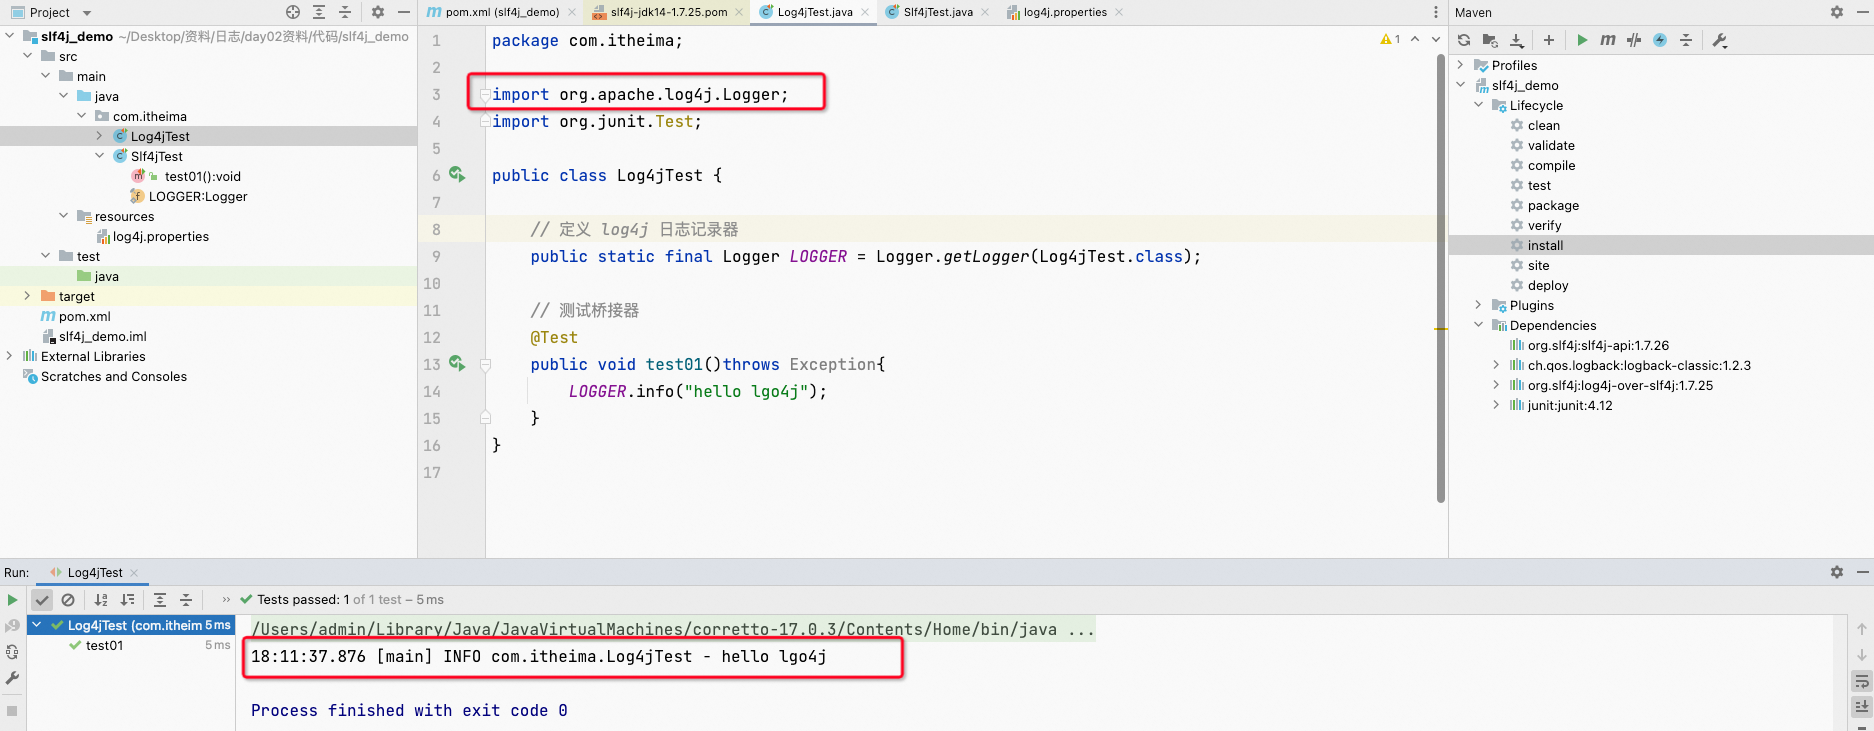 Project
pom.xml (slf4j_demo)
slf4j-jdk14-1.7.25.pom
Log4jTest.java
Slf4jTest.java
log4j.properties
Maven
slf4j_demo ~/Desktop/资料/日志/day02资料/代码/slf4j_demo
src
main
java
com.itheima
Log4jTest
Slf4jTest
test01():void
LOGGER:Logger
resources
log4j.properties
test
java
target
pom.xml
slf4j_demo.iml
External Libraries
Scratches and Consoles
1 package com.itheima;
2
3 import org.apache.log4j.Logger;
4 import org.junit.Test;
5
6 public class Log4jTest {
7
8 // 定义 log4j 日志记录器
9 public static final Logger LOGGER = Logger.getLogger(Log4jTest.class);
10
11 // 测试桥接器
12 @Test
13 public void test01()throws Exception{
14 LOGGER.info("hello lgo4j");
15 }
16 }
17
1
Profiles
slf4j_demo
Lifecycle
clean
validate
compile
test
package
verify
install
site
deploy
Plugins
Dependencies
org.slf4j:slf4j-api:1.7.26
ch.qos.logback:logback-classic:1.2.3
org.slf4j:log4j-over-slf4j:1.7.25
junit:junit:4.12
Run: Log4jTest
Tests passed: 1 of 1 test – 5 ms
Log4jTest (com.itheim 5 ms
test01 5 ms
/Users/admin/Library/Java/JavaVirtualMachines/corretto-17.0.3/Contents/Home/bin/java ...
18:11:37.876 [main] INFO com.itheima.Log4jTest - hello lgo4j
Process finished with exit code 0